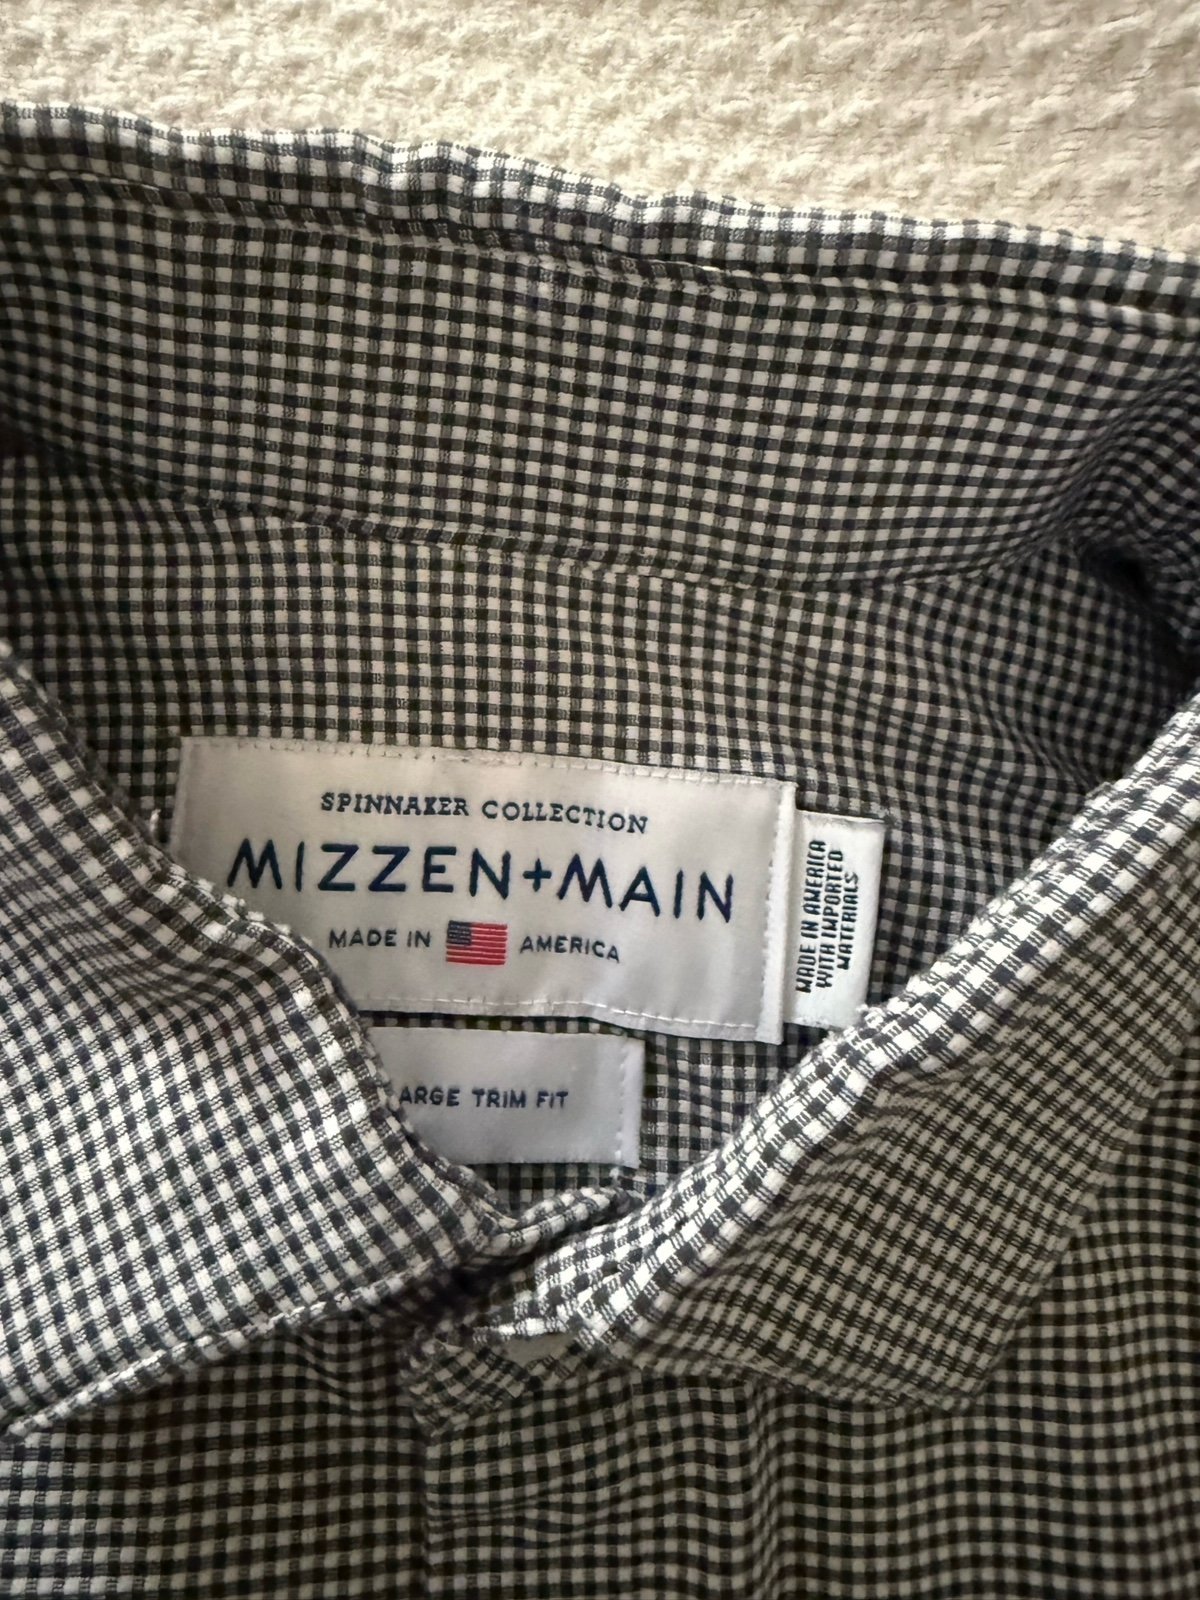 SPINNAKER COLLECTION
MIZZEN+MAIN
MADE IN AMERICA
MADE IN AMERICA
WITH IMPORTED
MATERIALS
ARGE TRIM FIT